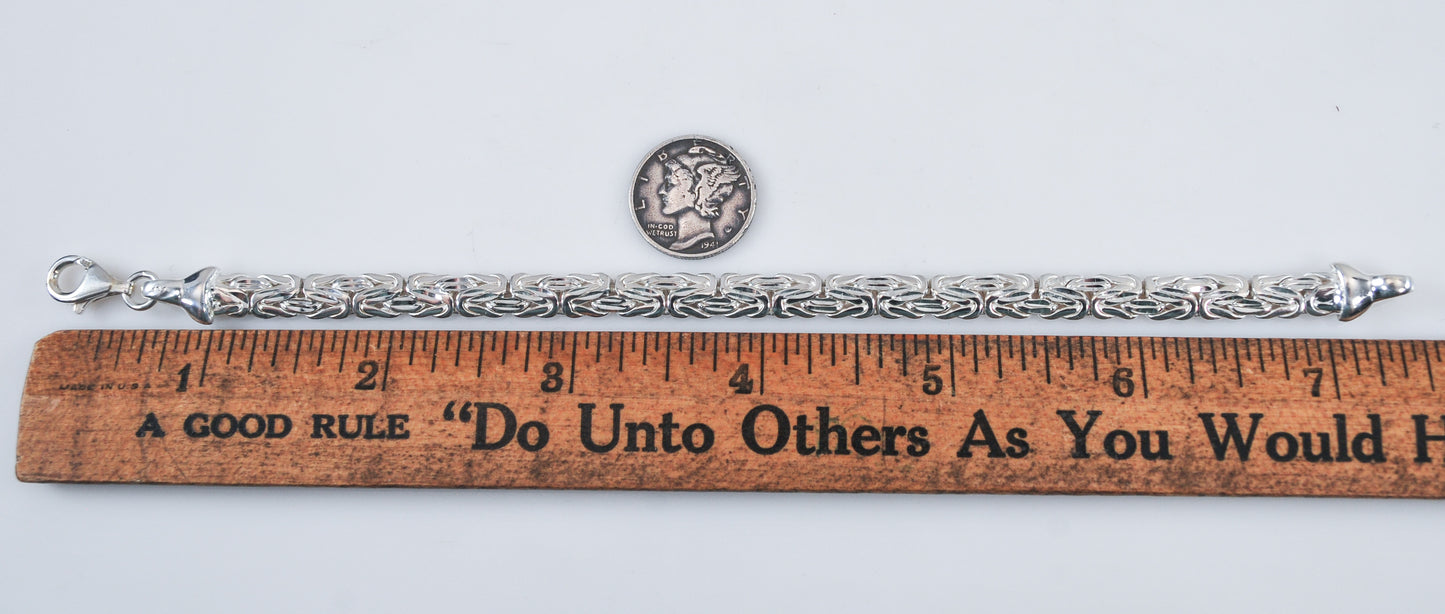 LIBERTY
IN·GOD
WE TRUST
1941
1 2 3 4 5 6 7
MADE IN U.S.A.
A GOOD RULE “Do Unto Others As You Would H